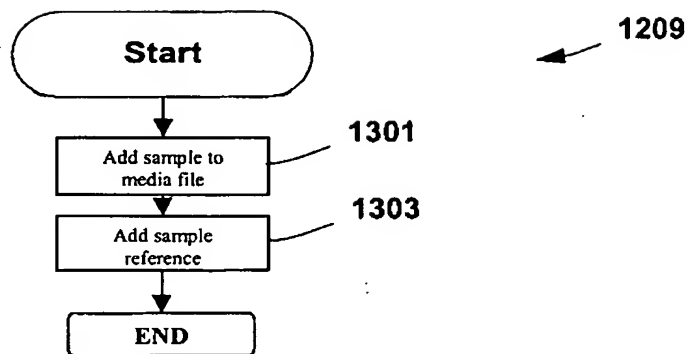 Start
1209
Add sample to
media file
1301
Add sample
reference
1303
END